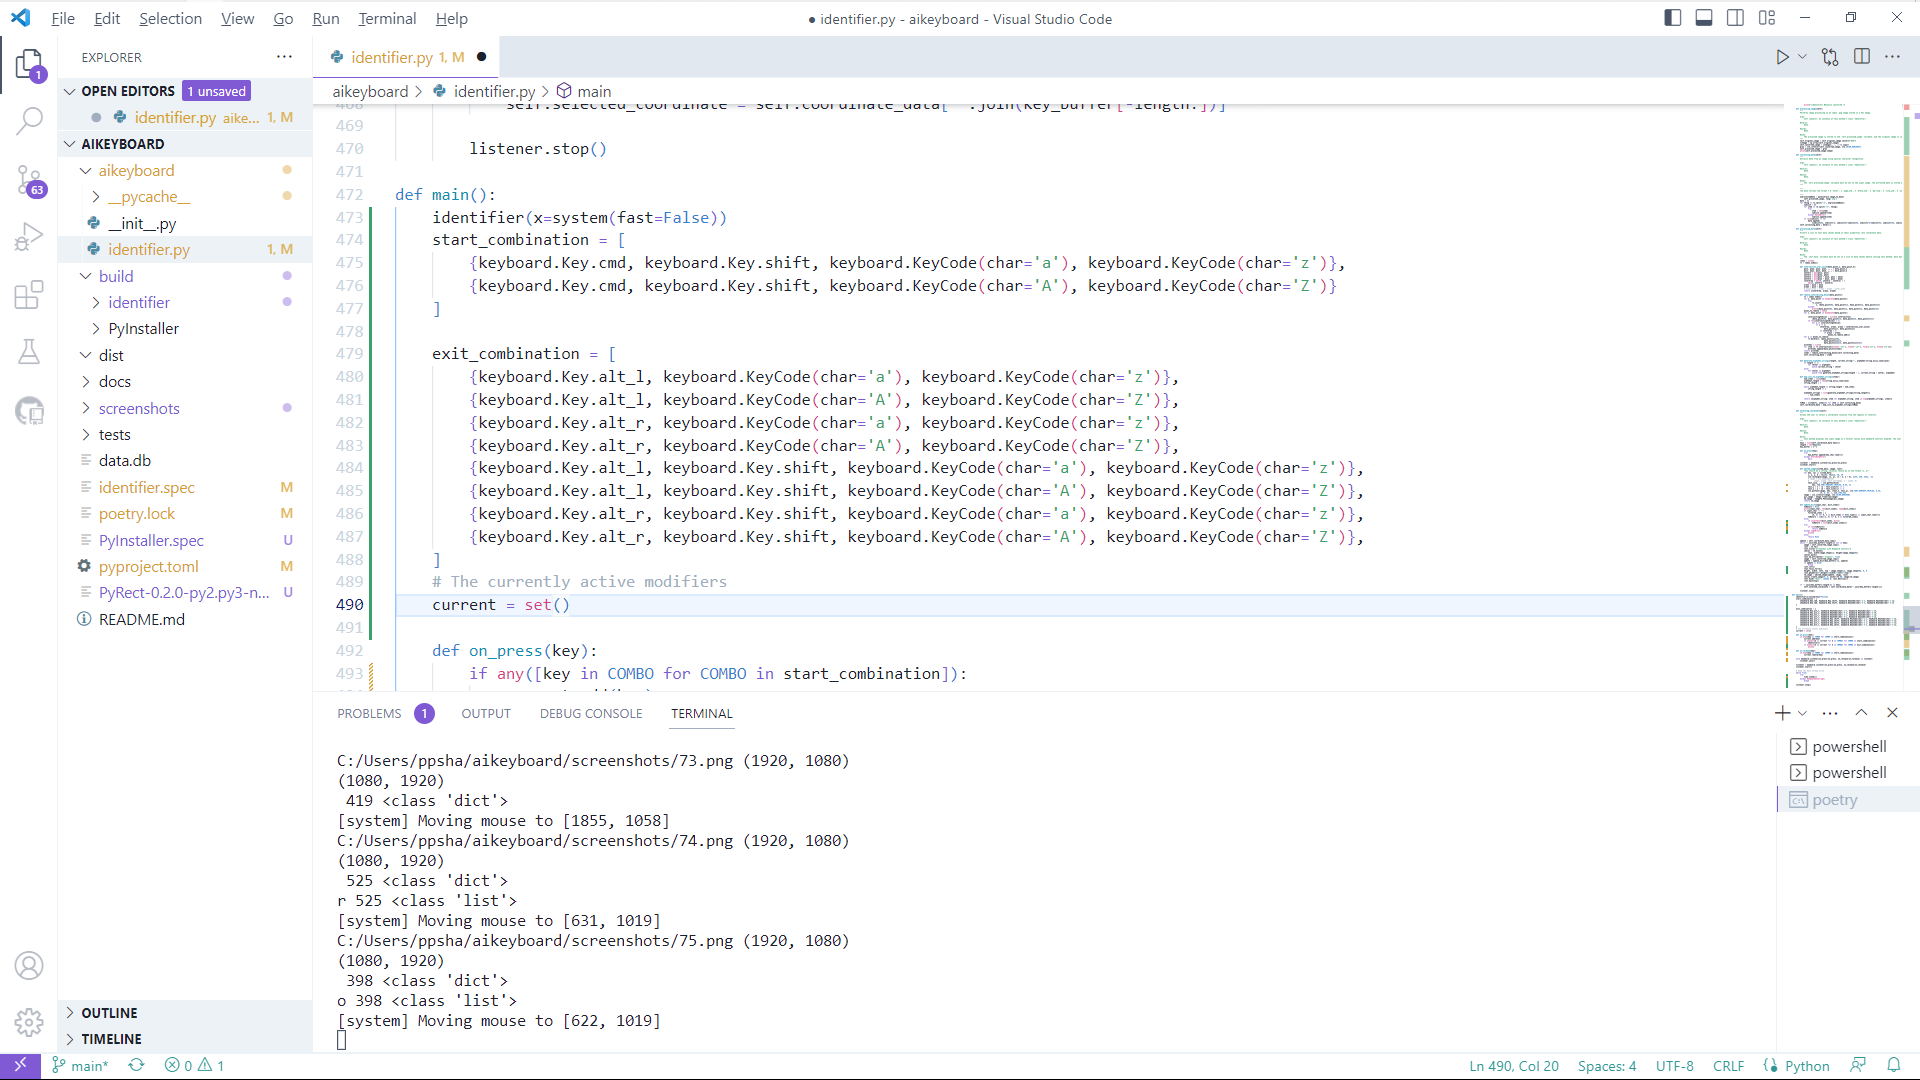 File Edit Selection View Go Run Terminal Help
● identifier.py - aikeyboard - Visual Studio Code
EXPLORER
OPEN EDITORS 1 unsaved
identifier.py aike... 1, M
AIKEYBOARD
aikeyboard
__pycache__
__init__.py
identifier.py 1, M
build
identifier
PyInstaller
dist
docs
screenshots
tests
data.db
identifier.spec M
poetry.lock M
PyInstaller.spec U
pyproject.toml M
PyRect-0.2.0-py2.py3-n... U
README.md
OUTLINE
TIMELINE
1
63
identifier.py 1, M
aikeyboard > identifier.py > main
468 self.selected_coordinate = self.coordinate_data["".join(key_buffer[-length:])]
469
470 listener.stop()
471
472 def main():
473 identifier(x=system(fast=False))
474 start_combination = [
475 {keyboard.Key.cmd, keyboard.Key.shift, keyboard.KeyCode(char='a'), keyboard.KeyCode(char='z')},
476 {keyboard.Key.cmd, keyboard.Key.shift, keyboard.KeyCode(char='A'), keyboard.KeyCode(char='Z')}
477 ]
478
479 exit_combination = [
480 {keyboard.Key.alt_l, keyboard.KeyCode(char='a'), keyboard.KeyCode(char='z')},
481 {keyboard.Key.alt_l, keyboard.KeyCode(char='A'), keyboard.KeyCode(char='Z')},
482 {keyboard.Key.alt_r, keyboard.KeyCode(char='a'), keyboard.KeyCode(char='z')},
483 {keyboard.Key.alt_r, keyboard.KeyCode(char='A'), keyboard.KeyCode(char='Z')},
484 {keyboard.Key.alt_l, keyboard.Key.shift, keyboard.KeyCode(char='a'), keyboard.KeyCode(char='z')},
485 {keyboard.Key.alt_l, keyboard.Key.shift, keyboard.KeyCode(char='A'), keyboard.KeyCode(char='Z')},
486 {keyboard.Key.alt_r, keyboard.Key.shift, keyboard.KeyCode(char='a'), keyboard.KeyCode(char='z')},
487 {keyboard.Key.alt_r, keyboard.Key.shift, keyboard.KeyCode(char='A'), keyboard.KeyCode(char='Z')},
488 ]
489 # The currently active modifiers
490 current = set()
491
492 def on_press(key):
493 if any([key in COMBO for COMBO in start_combination]):
PROBLEMS 1 OUTPUT DEBUG CONSOLE TERMINAL
C:/Users/ppsha/aikeyboard/screenshots/73.png (1920, 1080)
(1080, 1920)
419 <class 'dict'>
[system] Moving mouse to [1855, 1058]
C:/Users/ppsha/aikeyboard/screenshots/74.png (1920, 1080)
(1080, 1920)
525 <class 'dict'>
r 525 <class 'list'>
[system] Moving mouse to [631, 1019]
C:/Users/ppsha/aikeyboard/screenshots/75.png (1920, 1080)
(1080, 1920)
398 <class 'dict'>
o 398 <class 'list'>
[system] Moving mouse to [622, 1019]
powershell
powershell
poetry
main* 0 1 Ln 490, Col 20 Spaces: 4 UTF-8 CRLF Python